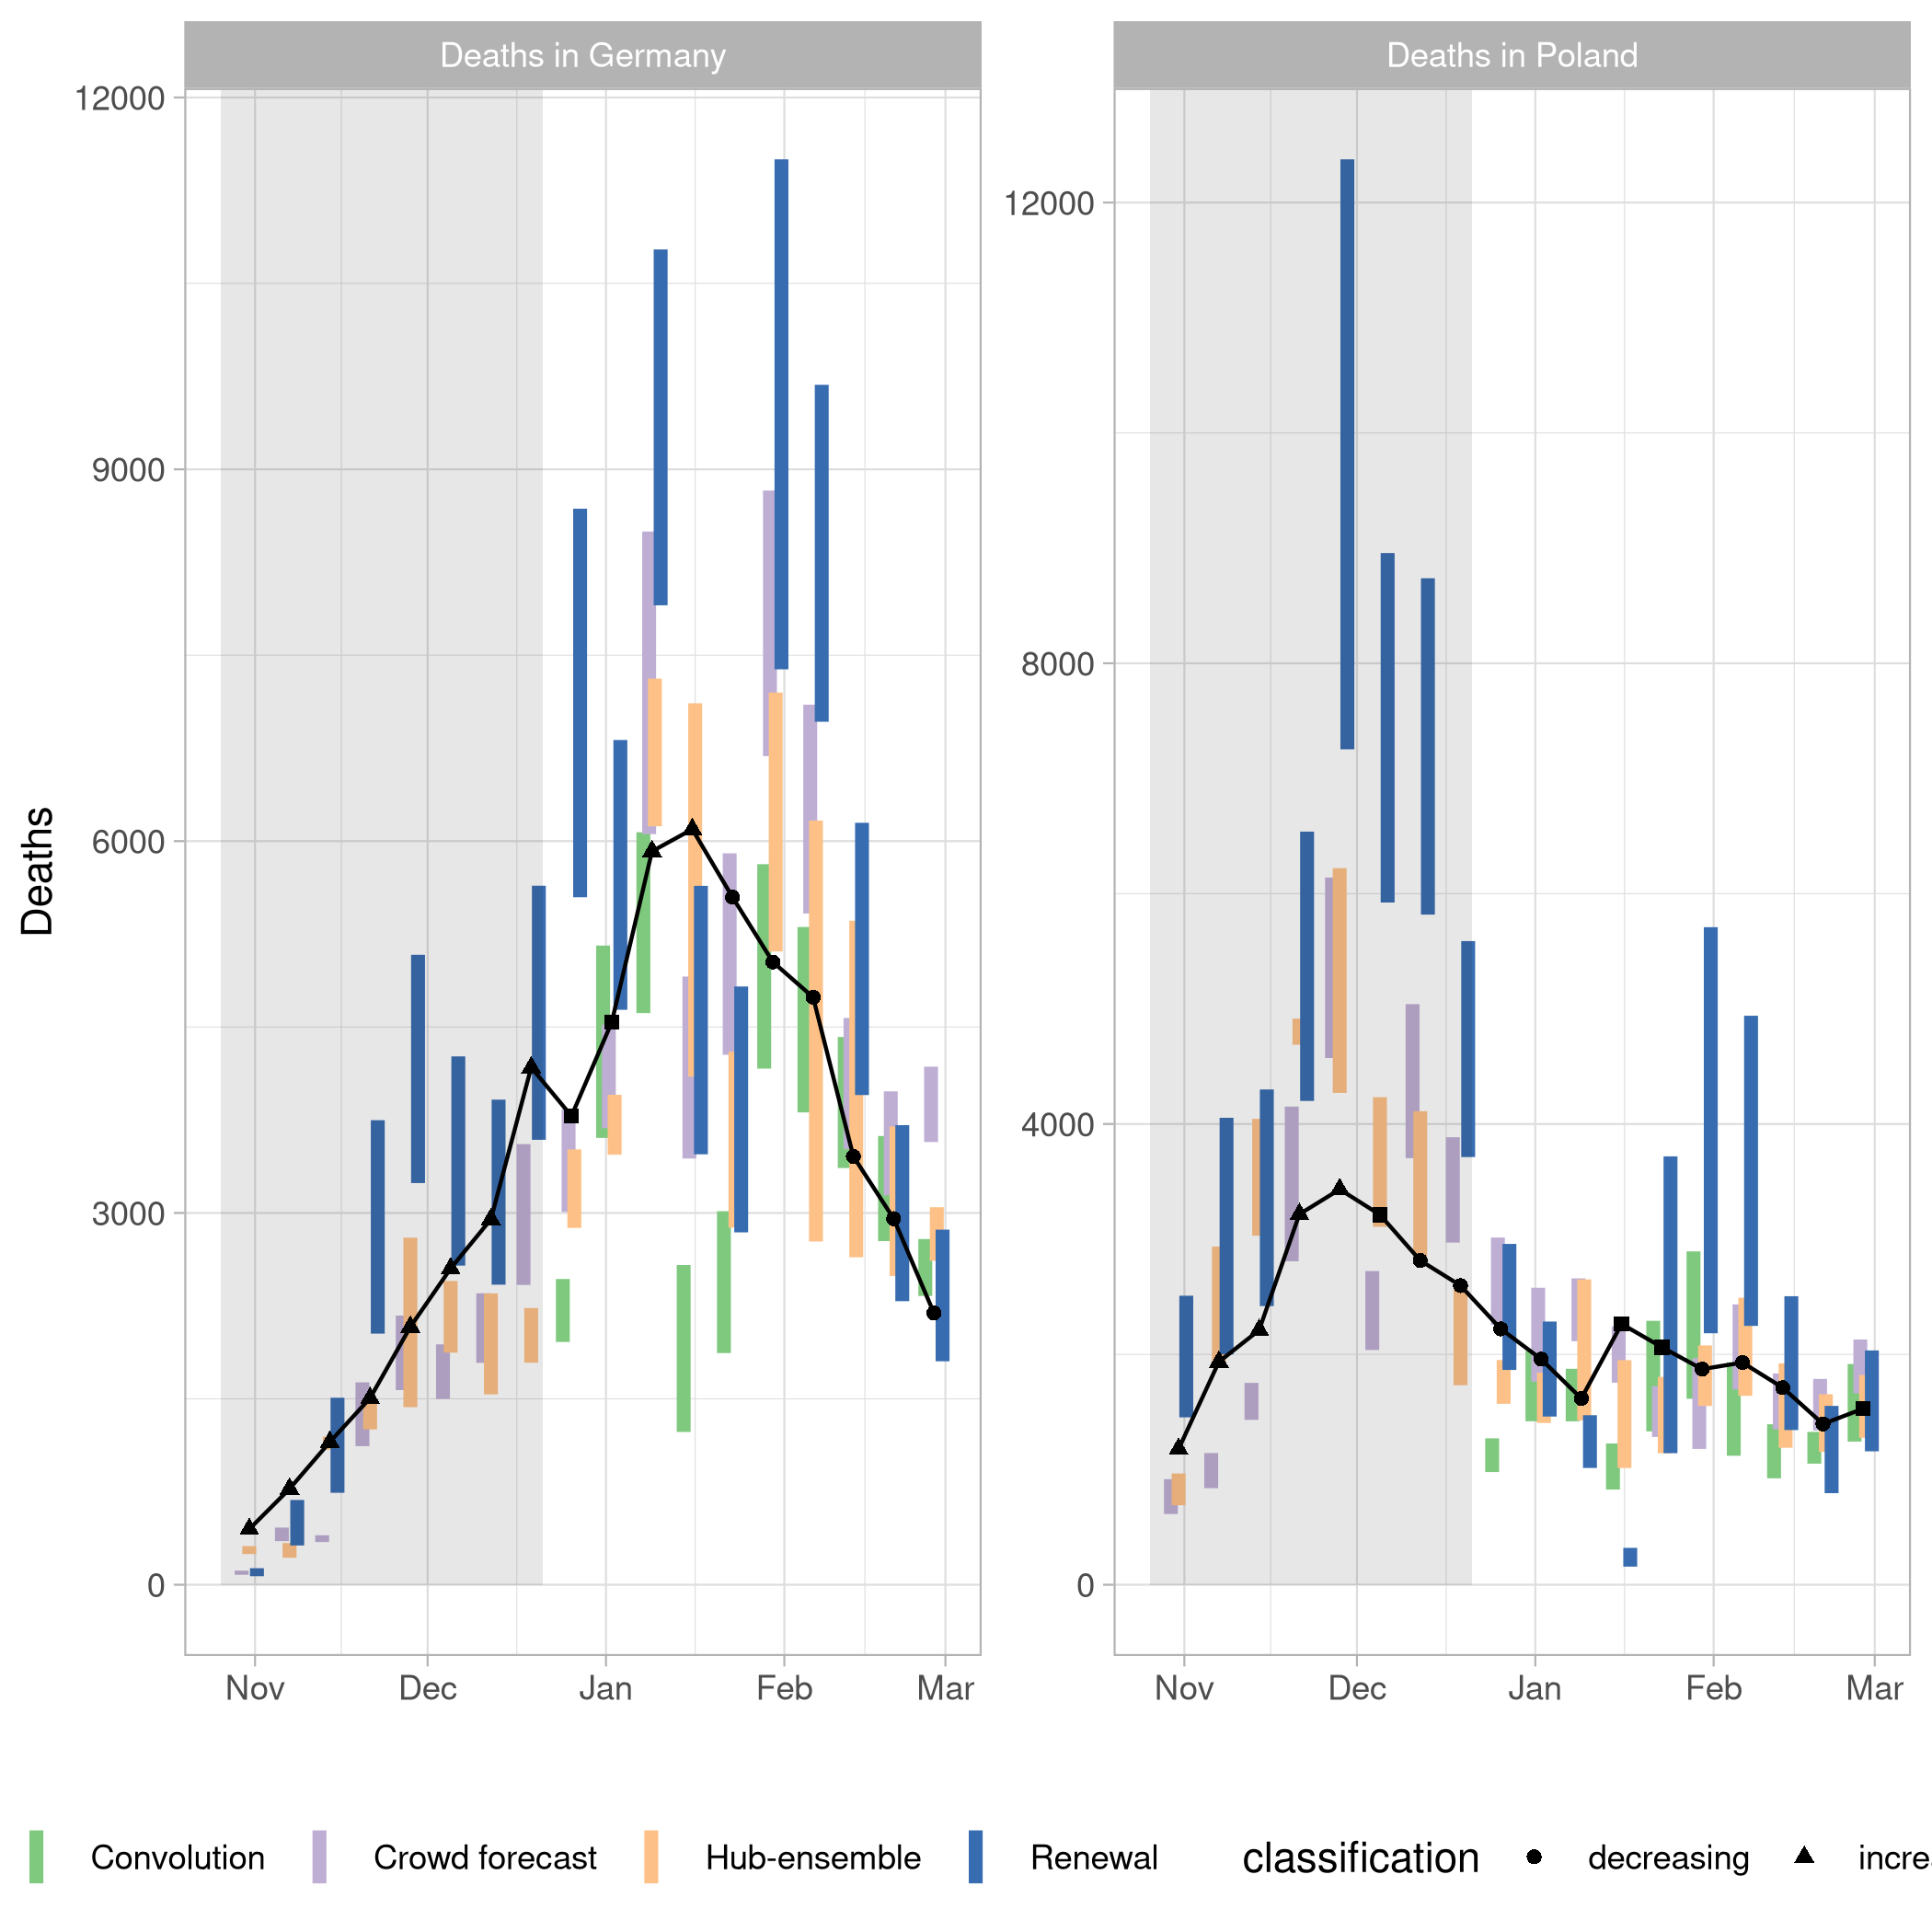 Deaths in Germany
Deaths in Poland
12000
9000
6000
3000
0
12000
8000
4000
0
Deaths
Nov Dec Jan Feb Mar
Nov Dec Jan Feb Mar
Convolution Crowd forecast Hub-ensemble Renewal classification decreasing